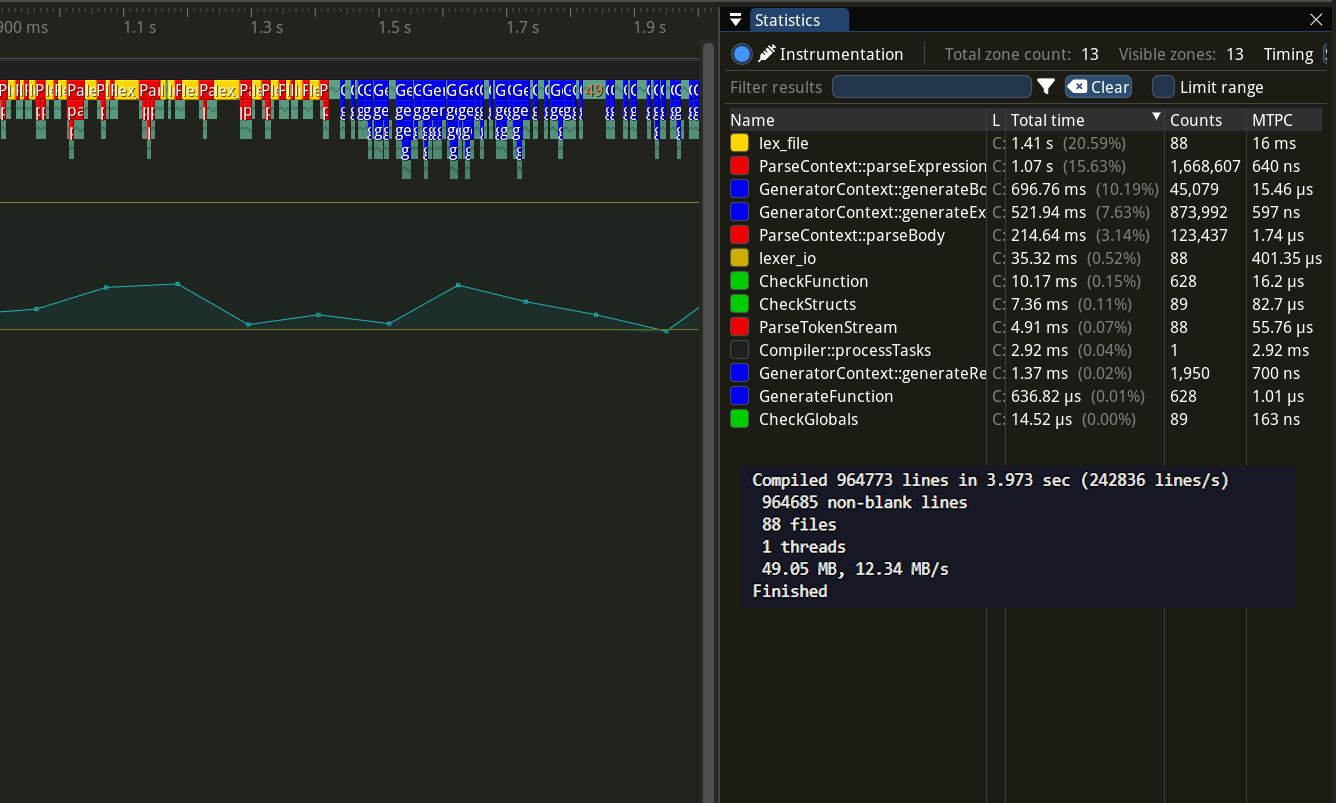 900 ms 1.1 s 1.3 s 1.5 s 1.7 s 1.9 s
Statistics
Instrumentation Total zone count: 13 Visible zones: 13 Timing
Filter results Clear Limit range
Name L Total time Counts MTPC
lex_file C: 1.41 s (20.59%) 88 16 ms
ParseContext::parseExpression C: 1.07 s (15.63%) 1,668,607 640 ns
GeneratorContext::generateBo C: 696.76 ms (10.19%) 45,079 15.46 µs
GeneratorContext::generateEx C: 521.94 ms (7.63%) 873,992 597 ns
ParseContext::parseBody C: 214.64 ms (3.14%) 123,437 1.74 µs
lexer_io C: 35.32 ms (0.52%) 88 401.35 µs
CheckFunction C: 10.17 ms (0.15%) 628 16.2 µs
CheckStructs C: 7.36 ms (0.11%) 89 82.7 µs
ParseTokenStream C: 4.91 ms (0.07%) 88 55.76 µs
Compiler::processTasks C: 2.92 ms (0.04%) 1 2.92 ms
GeneratorContext::generateRe C: 1.37 ms (0.02%) 1,950 700 ns
GenerateFunction C: 636.82 µs (0.01%) 628 1.01 µs
CheckGlobals C: 14.52 µs (0.00%) 89 163 ns
Compiled 964773 lines in 3.973 sec (242836 lines/s)
964685 non-blank lines
88 files
1 threads
49.05 MB, 12.34 MB/s
Finished